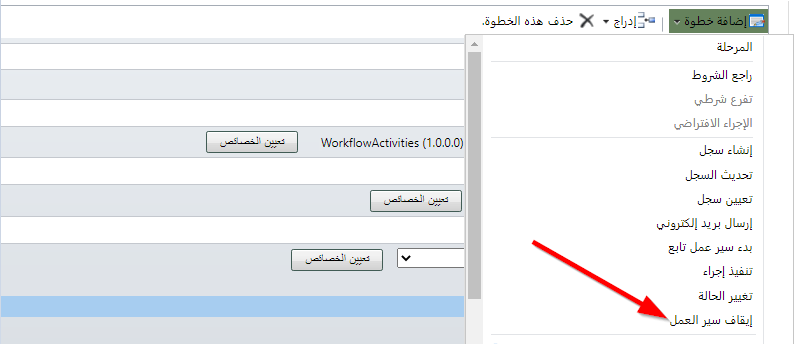 إضافة خطوة
إدراج
حذف هذه الخطوة.
المرحلة
راجع الشروط
تفرع شرطي
الإجراء الافتراضي
إنشاء سجل
تحديث السجل
تعيين سجل
إرسال بريد إلكتروني
بدء سير عمل تابع
تنفيذ إجراء
تغيير الحالة
إيقاف سير العمل
WorkflowActivities (1.0.0.0)
تعيين الخصائص
تعيين الخصائص
تعيين الخصائص